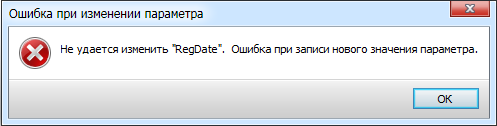 Ошибка при изменении параметра
Не удается изменить "RegDate".  Ошибка при записи нового значения параметра.
OK